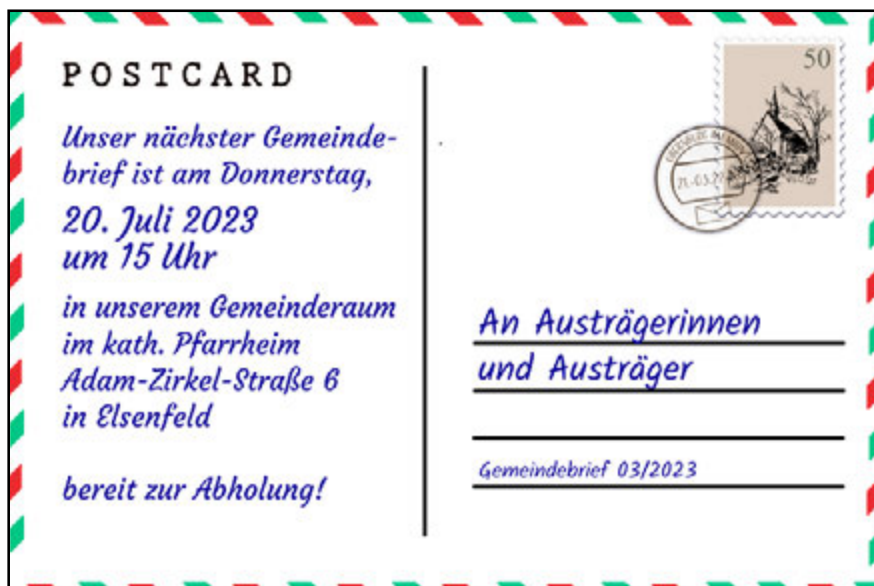 POSTCARD
Unser nächster Gemeinde-
brief ist am Donnerstag,
20. Juli 2023
um 15 Uhr
in unserem Gemeinderaum
im kath. Pfarrheim
Adam-Zirkel-Straße 6
in Elsenfeld
bereit zur Abholung!
50
An Austrägerinnen
und Austräger
Gemeindebrief 03/2023